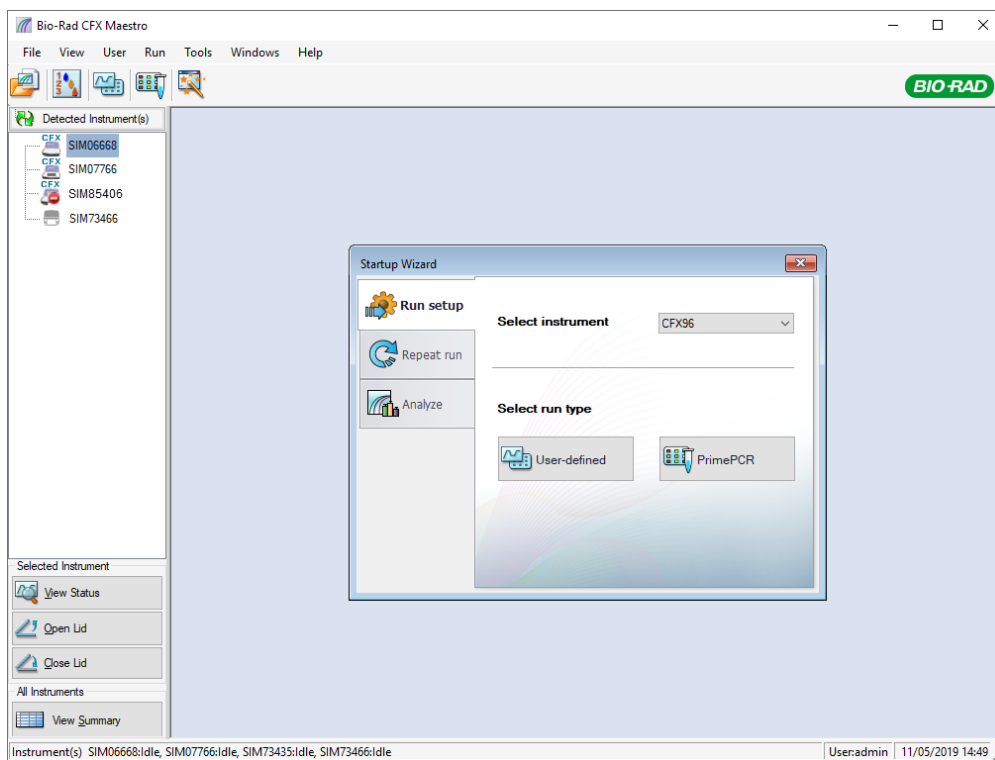 Bio-Rad CFX Maestro
File View User Run Tools Windows Help
BIO-RAD
Detected Instrument(s)
CFX SIM06668
CFX SIM07766
CFX SIM85406
SIM73466
Startup Wizard
Run setup
Repeat run
Analyze
Select instrument CFX96
Select run type
User-defined PrimePCR
Selected Instrument
View Status
Open Lid
Close Lid
All Instruments
View Summary
Instrument(s) SIM06668:Idle, SIM07766:Idle, SIM73435:Idle, SIM73466:Idle User:admin 11/05/2019 14:49